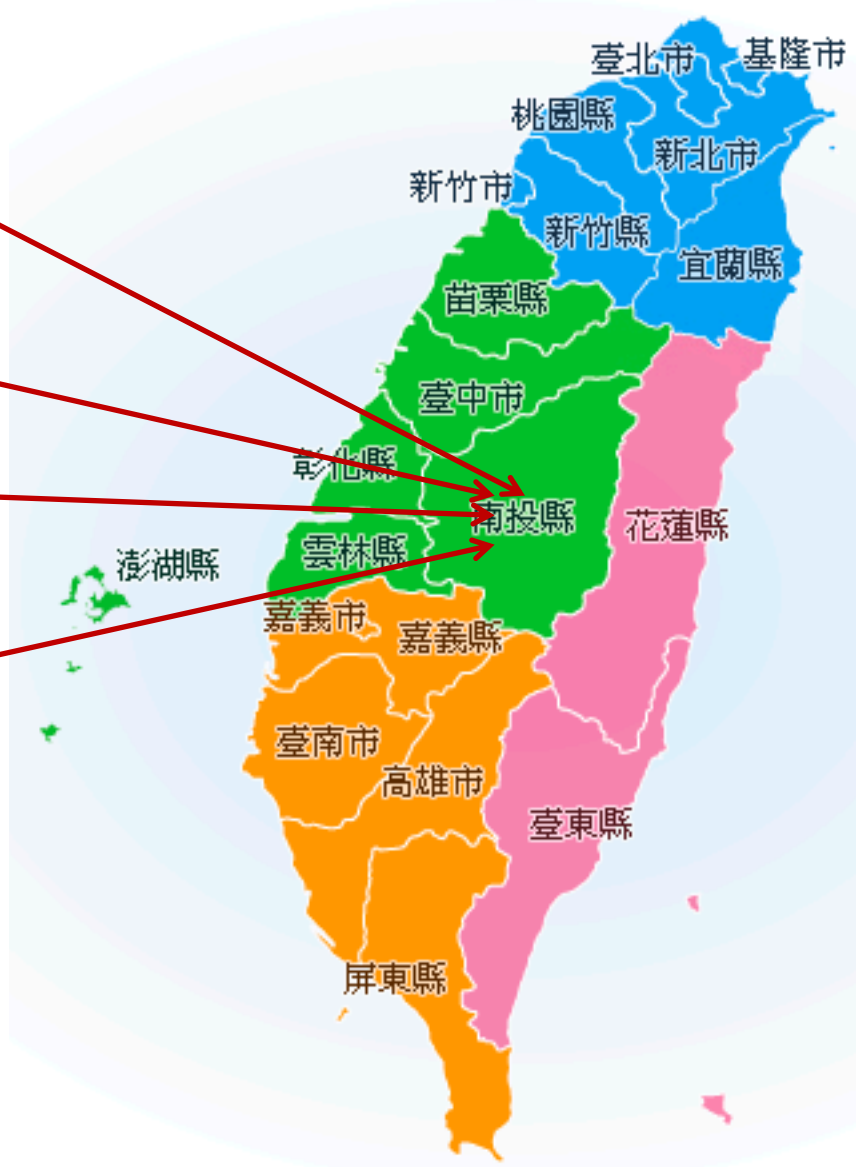 臺北市
基隆市
桃園縣
新北市
新竹市
新竹縣
宜蘭縣
苗栗縣
臺中市
彰化縣
南投縣
花蓮縣
雲林縣
澎湖縣
嘉義市
嘉義縣
臺南市
高雄市
臺東縣
屏東縣